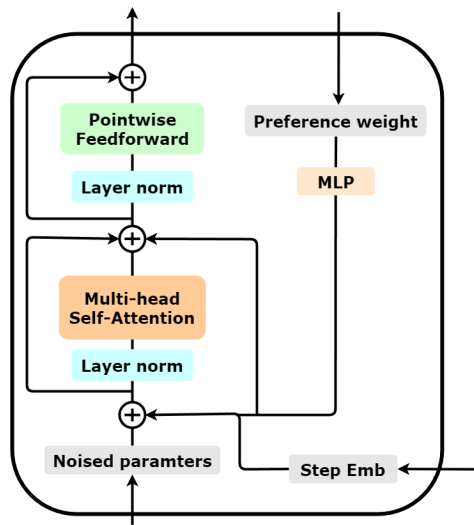 Pointwise
Feedforward
Layer norm
Multi-head
Self-Attention
Layer norm
Noised paramters
Preference weight
MLP
Step Emb